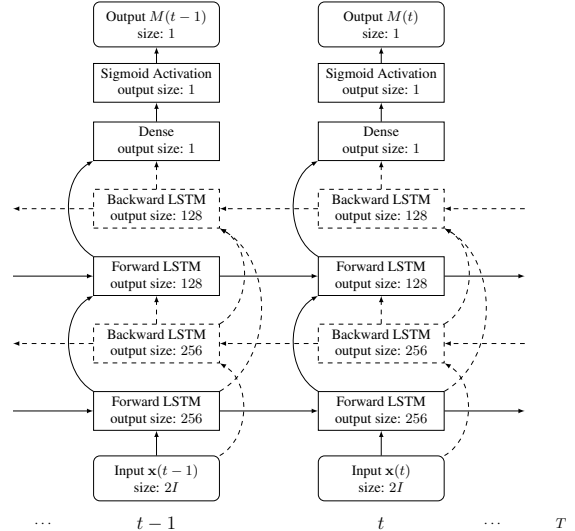 Output M(t − 1) Output M(t)
size: 1 size: 1
Sigmoid Activation Sigmoid Activation
output size: 1 output size: 1
Dense Dense
output size: 1 output size: 1
Backward LSTM Backward LSTM
output size: 128 output size: 128
Forward LSTM Forward LSTM
output size: 128 output size: 128
Backward LSTM Backward LSTM
output size: 256 output size: 256
Forward LSTM Forward LSTM
output size: 256 output size: 256
Input x(t − 1) Input x(t)
size: 2I size: 2I
··· t − 1 t ··· T